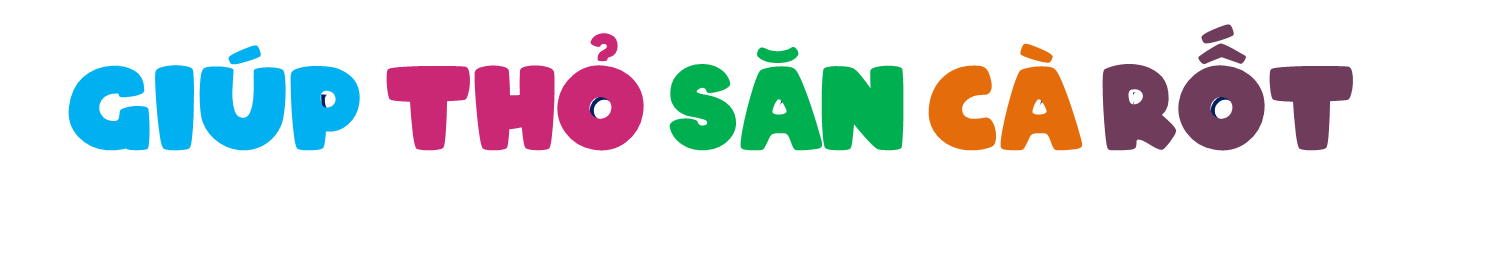 GIÚP THỎ SĂN CÀ RỐT